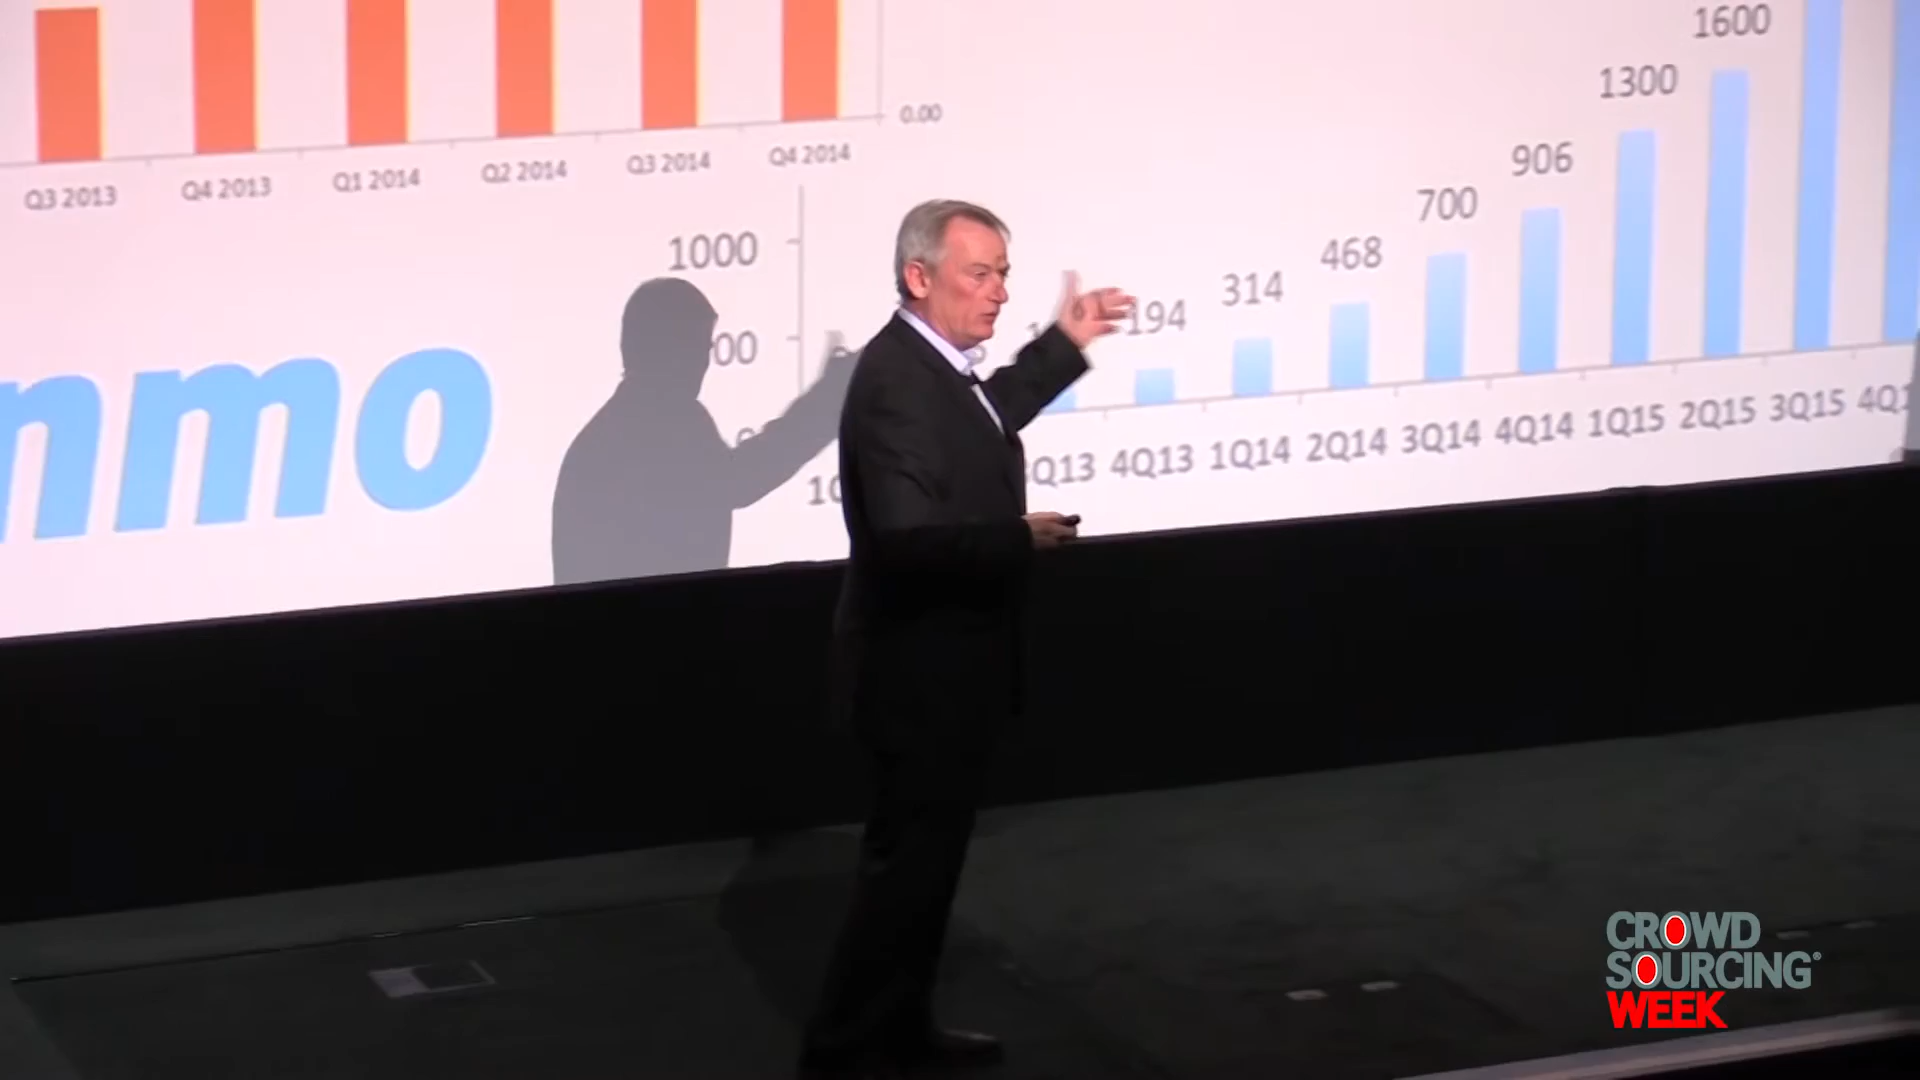 0.00
Q3 2013 Q4 2013 Q1 2014 Q2 2014 Q3 2014 Q4 2014
1600
1300
906
700
468
314
194
1000
nmo
3Q13 4Q13 1Q14 2Q14 3Q14 4Q14 1Q15 2Q15 3Q15
CROWD
SOURCING®
WEEK